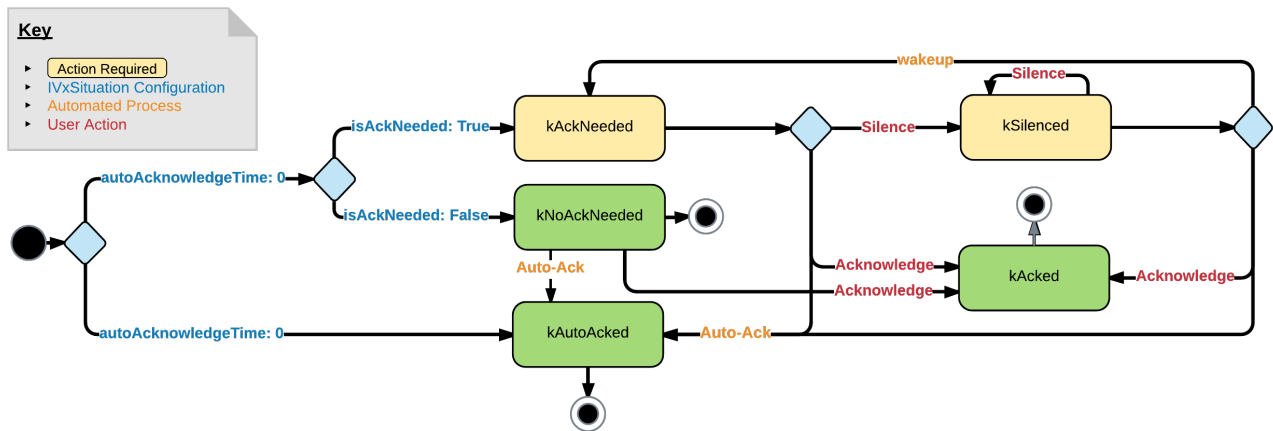 Key
Action Required
IVxSituation Configuration
Automated Process
User Action
wakeup
Silence
isAckNeeded: True
kAckNeeded
Silence
kSilenced
autoAcknowledgeTime: 0
isAckNeeded: False
kNoAckNeeded
Auto-Ack
Acknowledge
kAcked
Acknowledge
Acknowledge
autoAcknowledgeTime: 0
kAutoAcked
Auto-Ack